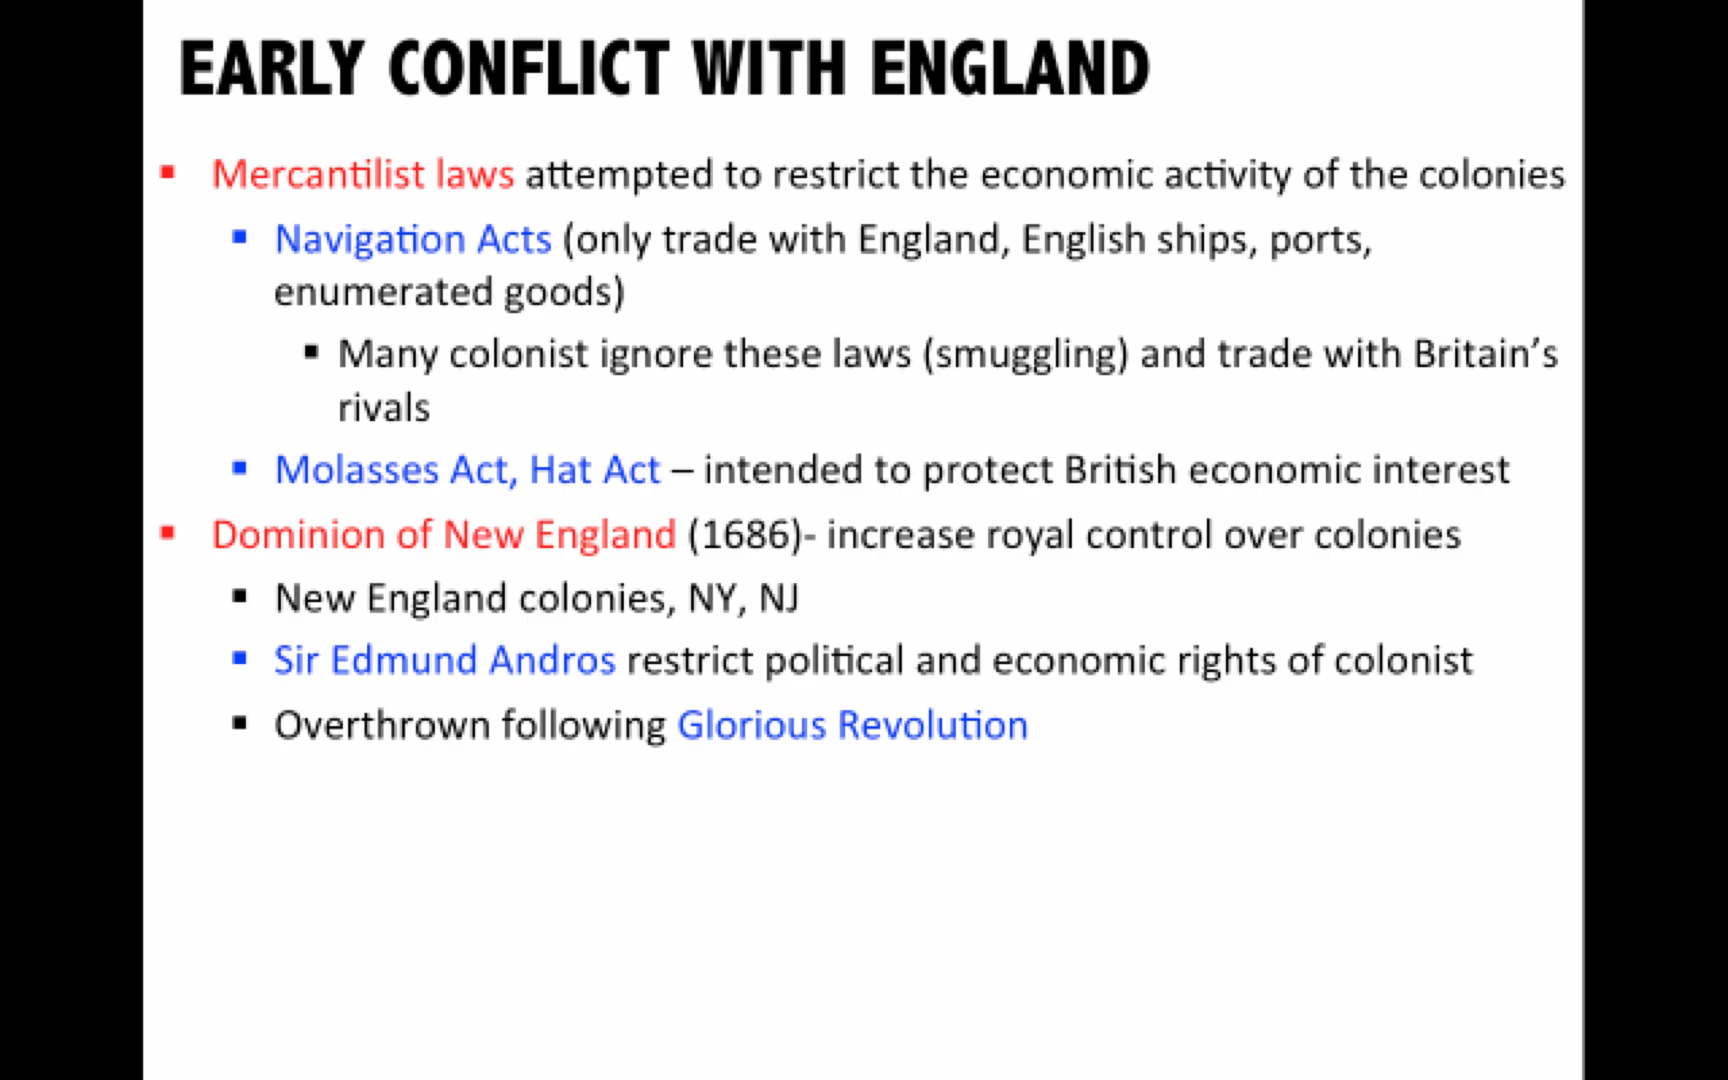 EARLY CONFLICT WITH ENGLAND
▪ Mercantilist laws attempted to restrict the economic activity of the colonies
▪ Navigation Acts (only trade with England, English ships, ports,
enumerated goods)
▪ Many colonist ignore these laws (smuggling) and trade with Britain’s
rivals
▪ Molasses Act, Hat Act – intended to protect British economic interest
▪ Dominion of New England (1686)- increase royal control over colonies
▪ New England colonies, NY, NJ
▪ Sir Edmund Andros restrict political and economic rights of colonist
▪ Overthrown following Glorious Revolution